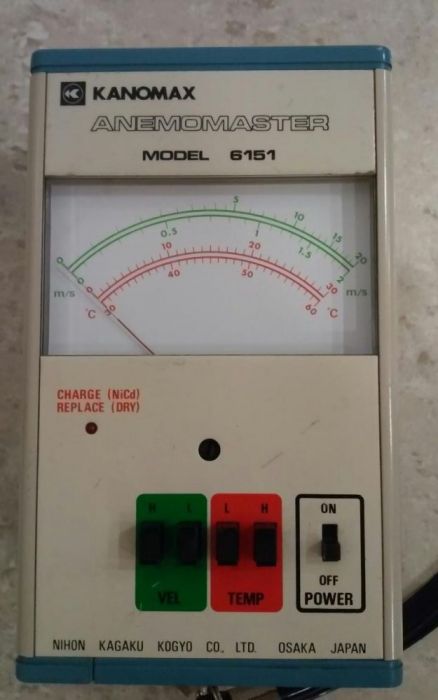 KANOMAX
ANEMOMASTER
MODEL 6151
5
10
15
20
0
0.5
1
1.5
2
0
m/s
m/s
10
20
30
0
40
50
60
°C
°C
CHARGE (NiCd)
REPLACE (DRY)
H L L H ON
OFF
VEL TEMP POWER
NIHON KAGAKU KOGYO CO., LTD. OSAKA JAPAN